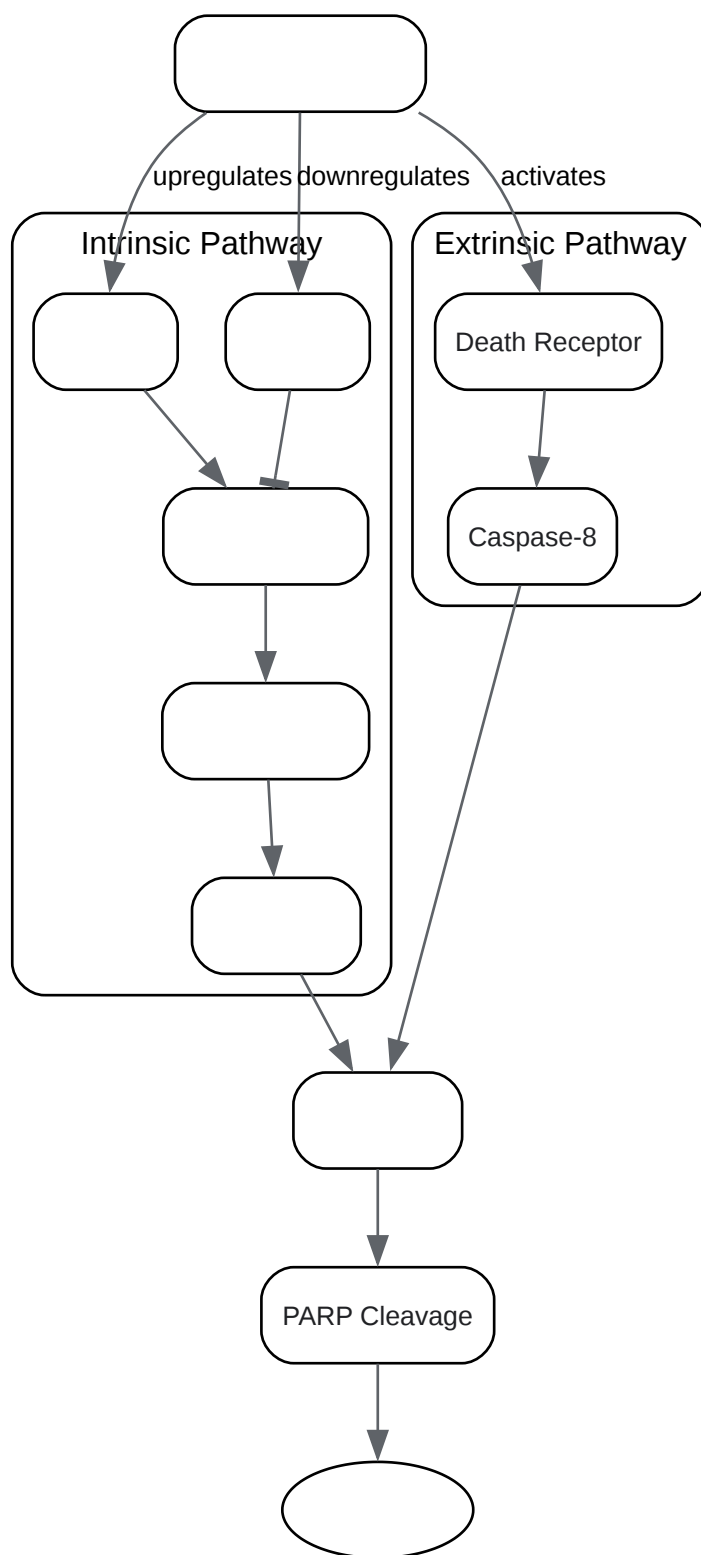 upregulates downregulates activates
Intrinsic Pathway
Extrinsic Pathway
Death Receptor
Caspase-8
PARP Cleavage